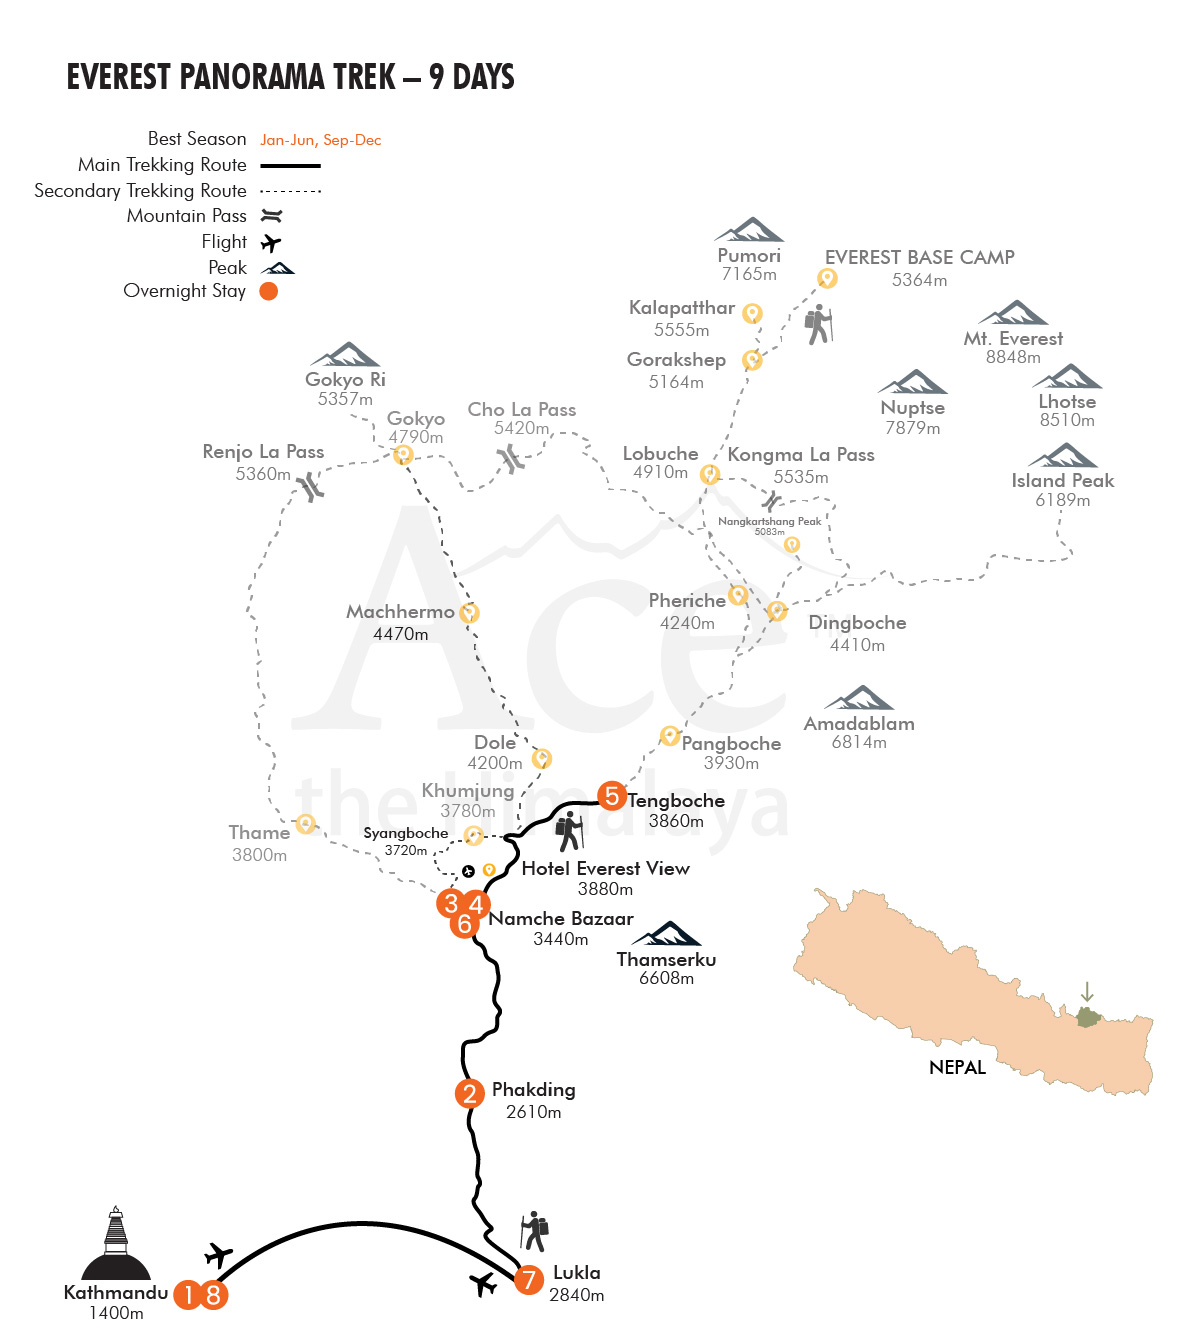 EVEREST PANORAMA TREK – 9 DAYS
Best Season Jan-Jun, Sep-Dec
Main Trekking Route
Secondary Trekking Route
Mountain Pass
Flight
Peak
Overnight Stay
Pumori
7165m
EVEREST BASE CAMP
5364m
Kalapatthar
5555m
Gorakshep
5164m
Mt. Everest
8848m
Lhotse
8510m
Nuptse
7879m
Gokyo Ri
5357m
Gokyo
4790m
Cho La Pass
5420m
Renjo La Pass
5360m
Lobuche
4910m
Kongma La Pass
5535m
Island Peak
6189m
Nangkartshang Peak
5083m
Ace
the Himalaya
TM
Machhermo
4470m
Pheriche
4240m
Dingboche
4410m
Amadablam
6814m
Dole
4200m
Pangboche
3930m
Khumjung
3780m
5
Tengboche
3860m
Thame
3800m
Syangboche
3720m
Hotel Everest View
3880m
3 4
6
Namche Bazaar
3440m
Thamserku
6608m
NEPAL
2
Phakding
2610m
7
Lukla
2840m
Kathmandu
1400m
1 8